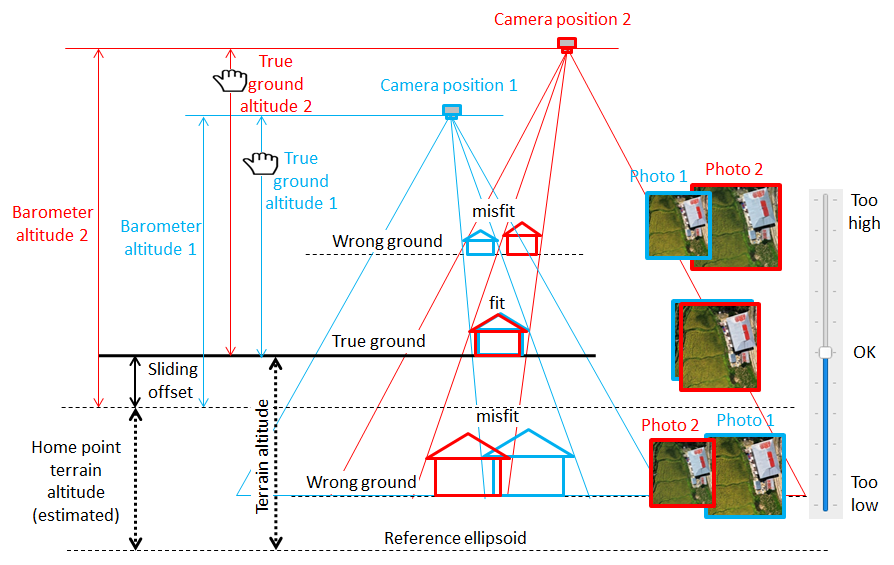 Camera position 2
True
ground
altitude 2
Camera position 1
True
ground
altitude 1
Barometer
altitude 2
Barometer
altitude 1
misfit
Wrong ground
Photo 1
Photo 2
Too
high
fit
True ground
OK
Sliding
offset
Terrain altitude
misfit
Photo 2
Photo 1
Home point
terrain
altitude
(estimated)
Wrong ground
Too
low
Reference ellipsoid